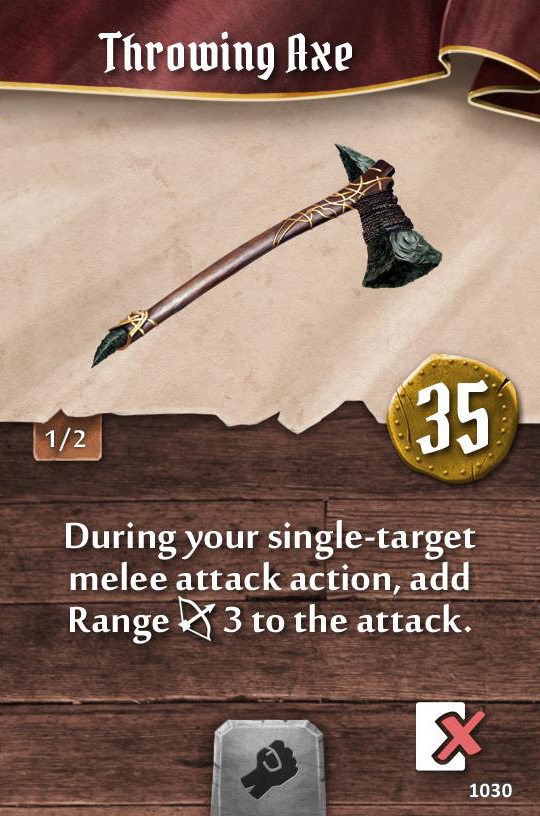 Throwing Axe
35
1/2
During your single-target
melee attack action, add
Range 3 to the attack.
1030